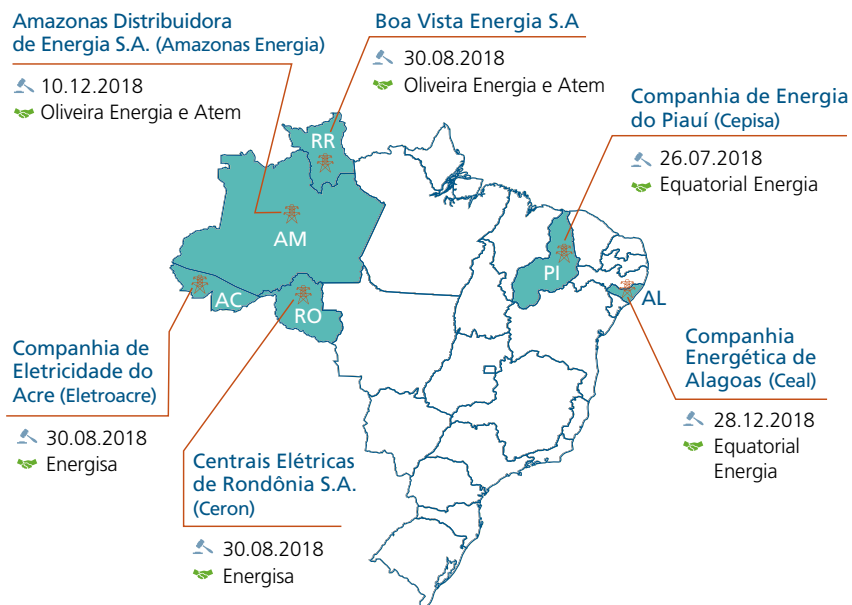 Amazonas Distribuidora
de Energia S.A. (Amazonas Energia)
10.12.2018
Oliveira Energia e Atem
Boa Vista Energia S.A
30.08.2018
Oliveira Energia e Atem
Companhia de Energia
do Piauí (Cepisa)
26.07.2018
Equatorial Energia
RR
AM
AC
RO
PI
AL
Companhia de
Eletricidade do
Acre (Eletroacre)
30.08.2018
Energisa
Centrais Elétricas
de Rondônia S.A.
(Ceron)
30.08.2018
Energisa
Companhia
Energética de
Alagoas (Ceal)
28.12.2018
Equatorial
Energia